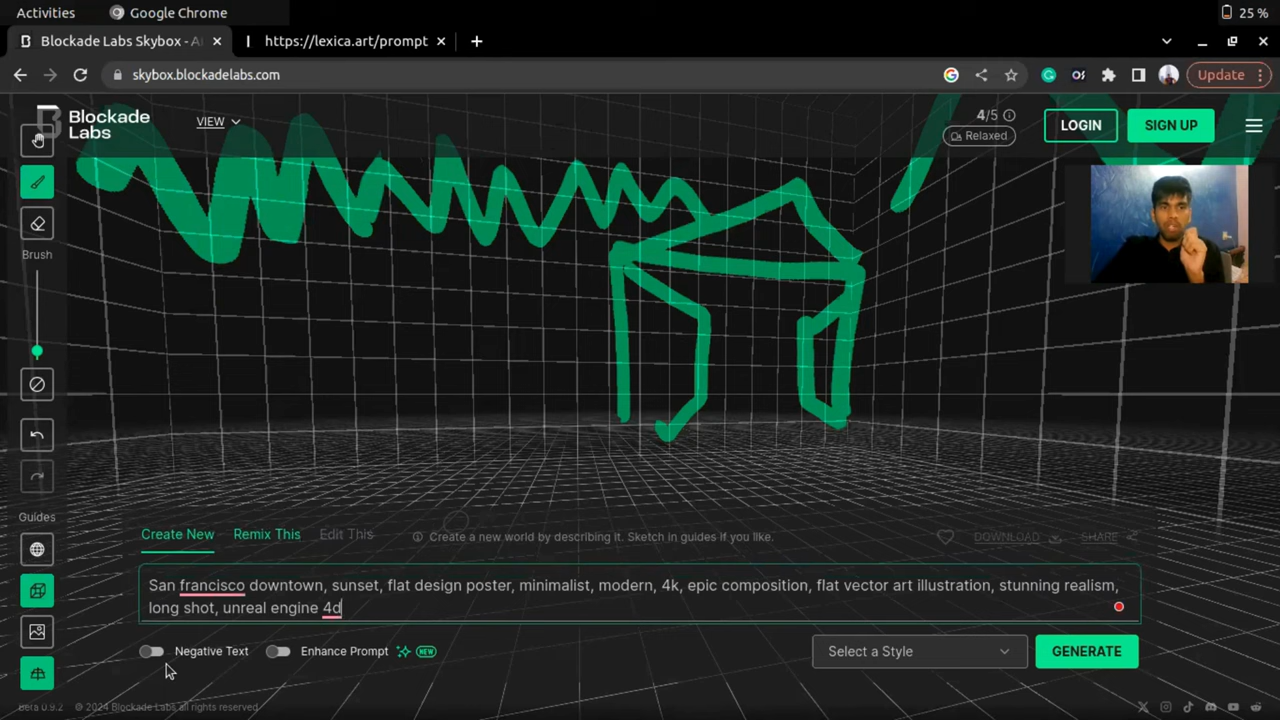 Activities
Google Chrome
25 %
Blockade Labs Skybox - A
https://lexica.art/prompt
skybox.blockadelabs.com
Update
Blockade
Labs
VIEW
4/5
Relaxed
LOGIN
SIGN UP
Brush
Guides
Create New
Remix This
Edit This
Create a new world by describing it. Sketch in guides if you like.
DOWNLOAD
SHARE
San francisco downtown, sunset, flat design poster, minimalist, modern, 4k, epic composition, flat vector art illustration, stunning realism,
long shot, unreal engine 4d
Negative Text
Enhance Prompt
NEW
Select a Style
GENERATE
Beta 0.9.2
© 2024 Blockade Labs all rights reserved